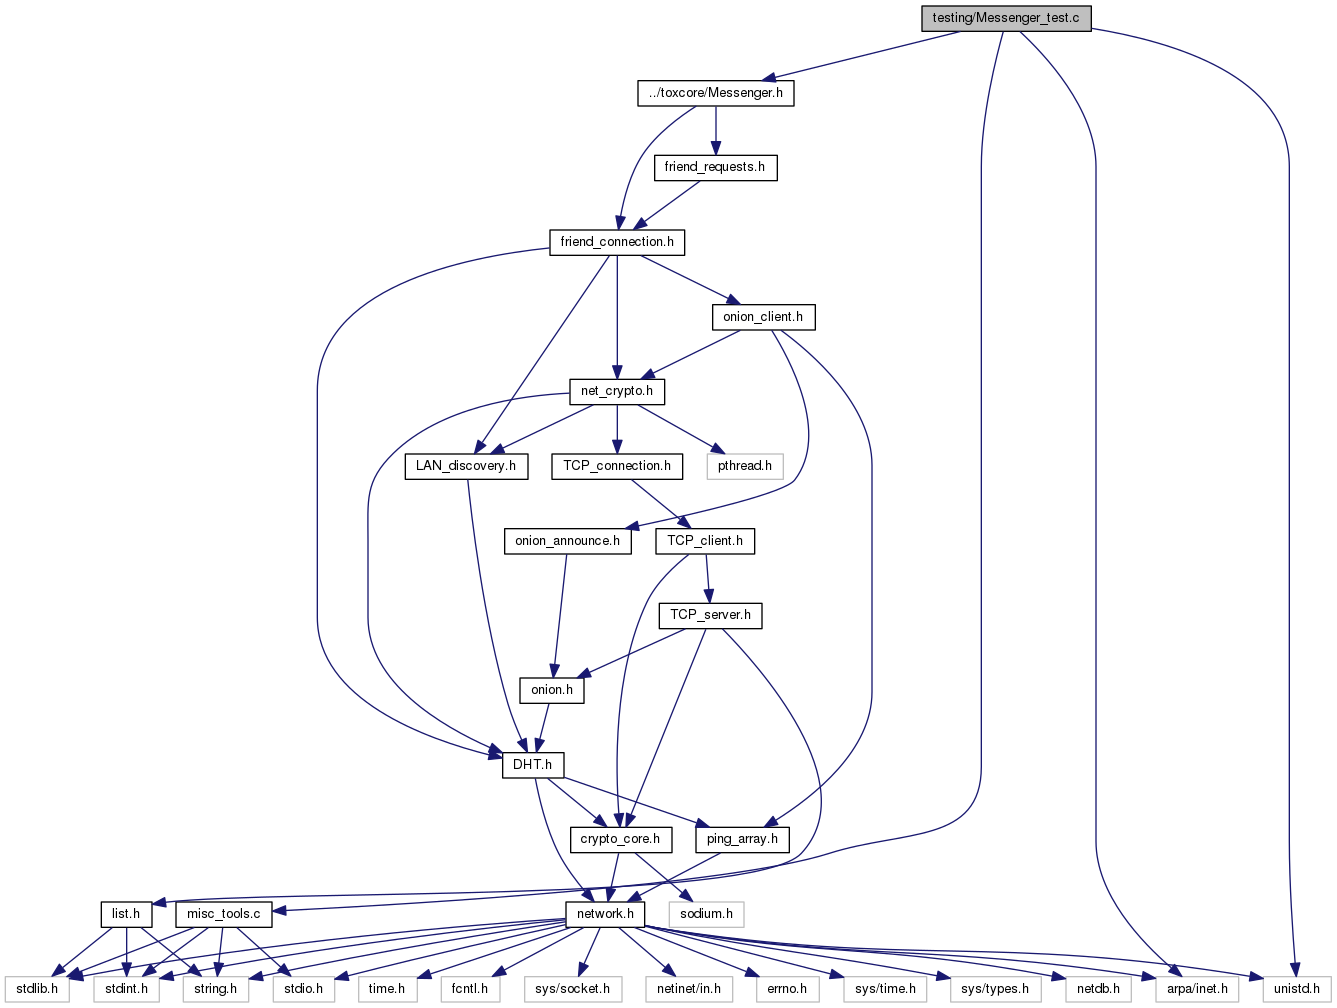 testing/Messenger_test.c
../toxcore/Messenger.h
friend_requests.h
friend_connection.h
onion_client.h
net_crypto.h
LAN_discovery.h
TCP_connection.h
pthread.h
onion_announce.h
TCP_client.h
TCP_server.h
onion.h
DHT.h
crypto_core.h
ping_array.h
list.h
misc_tools.c
network.h
sodium.h
stdlib.h
stdint.h
string.h
stdio.h
time.h
fcntl.h
sys/socket.h
netinet/in.h
errno.h
sys/time.h
sys/types.h
netdb.h
arpa/inet.h
unistd.h